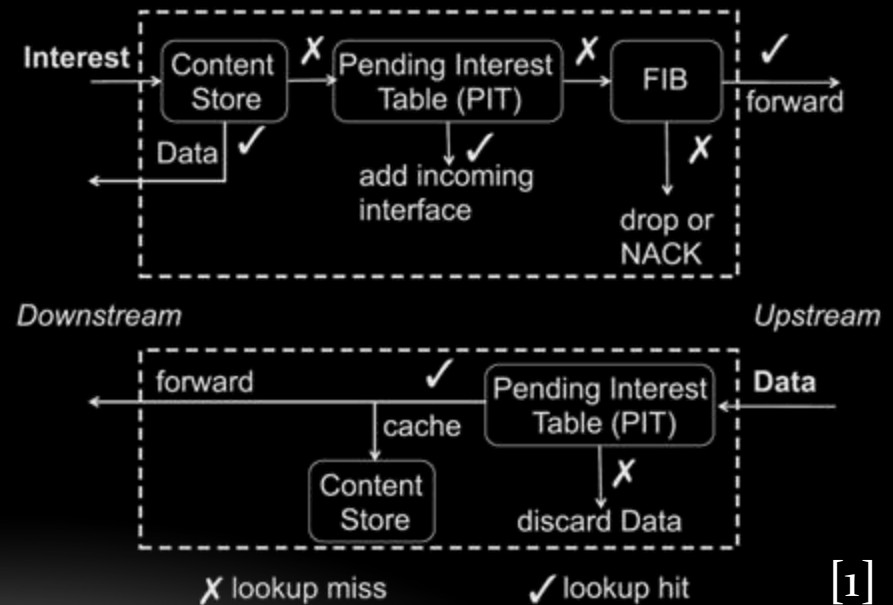 Interest
Content
Store
✗
Pending Interest
Table (PIT)
✗
FIB
✓
forward
Data
✓
✓
add incoming
interface
✗
drop or
NACK
Downstream
Upstream
forward
✓
Pending Interest
Table (PIT)
Data
cache
Content
Store
✗
discard Data
✗ lookup miss
✓ lookup hit
[1]